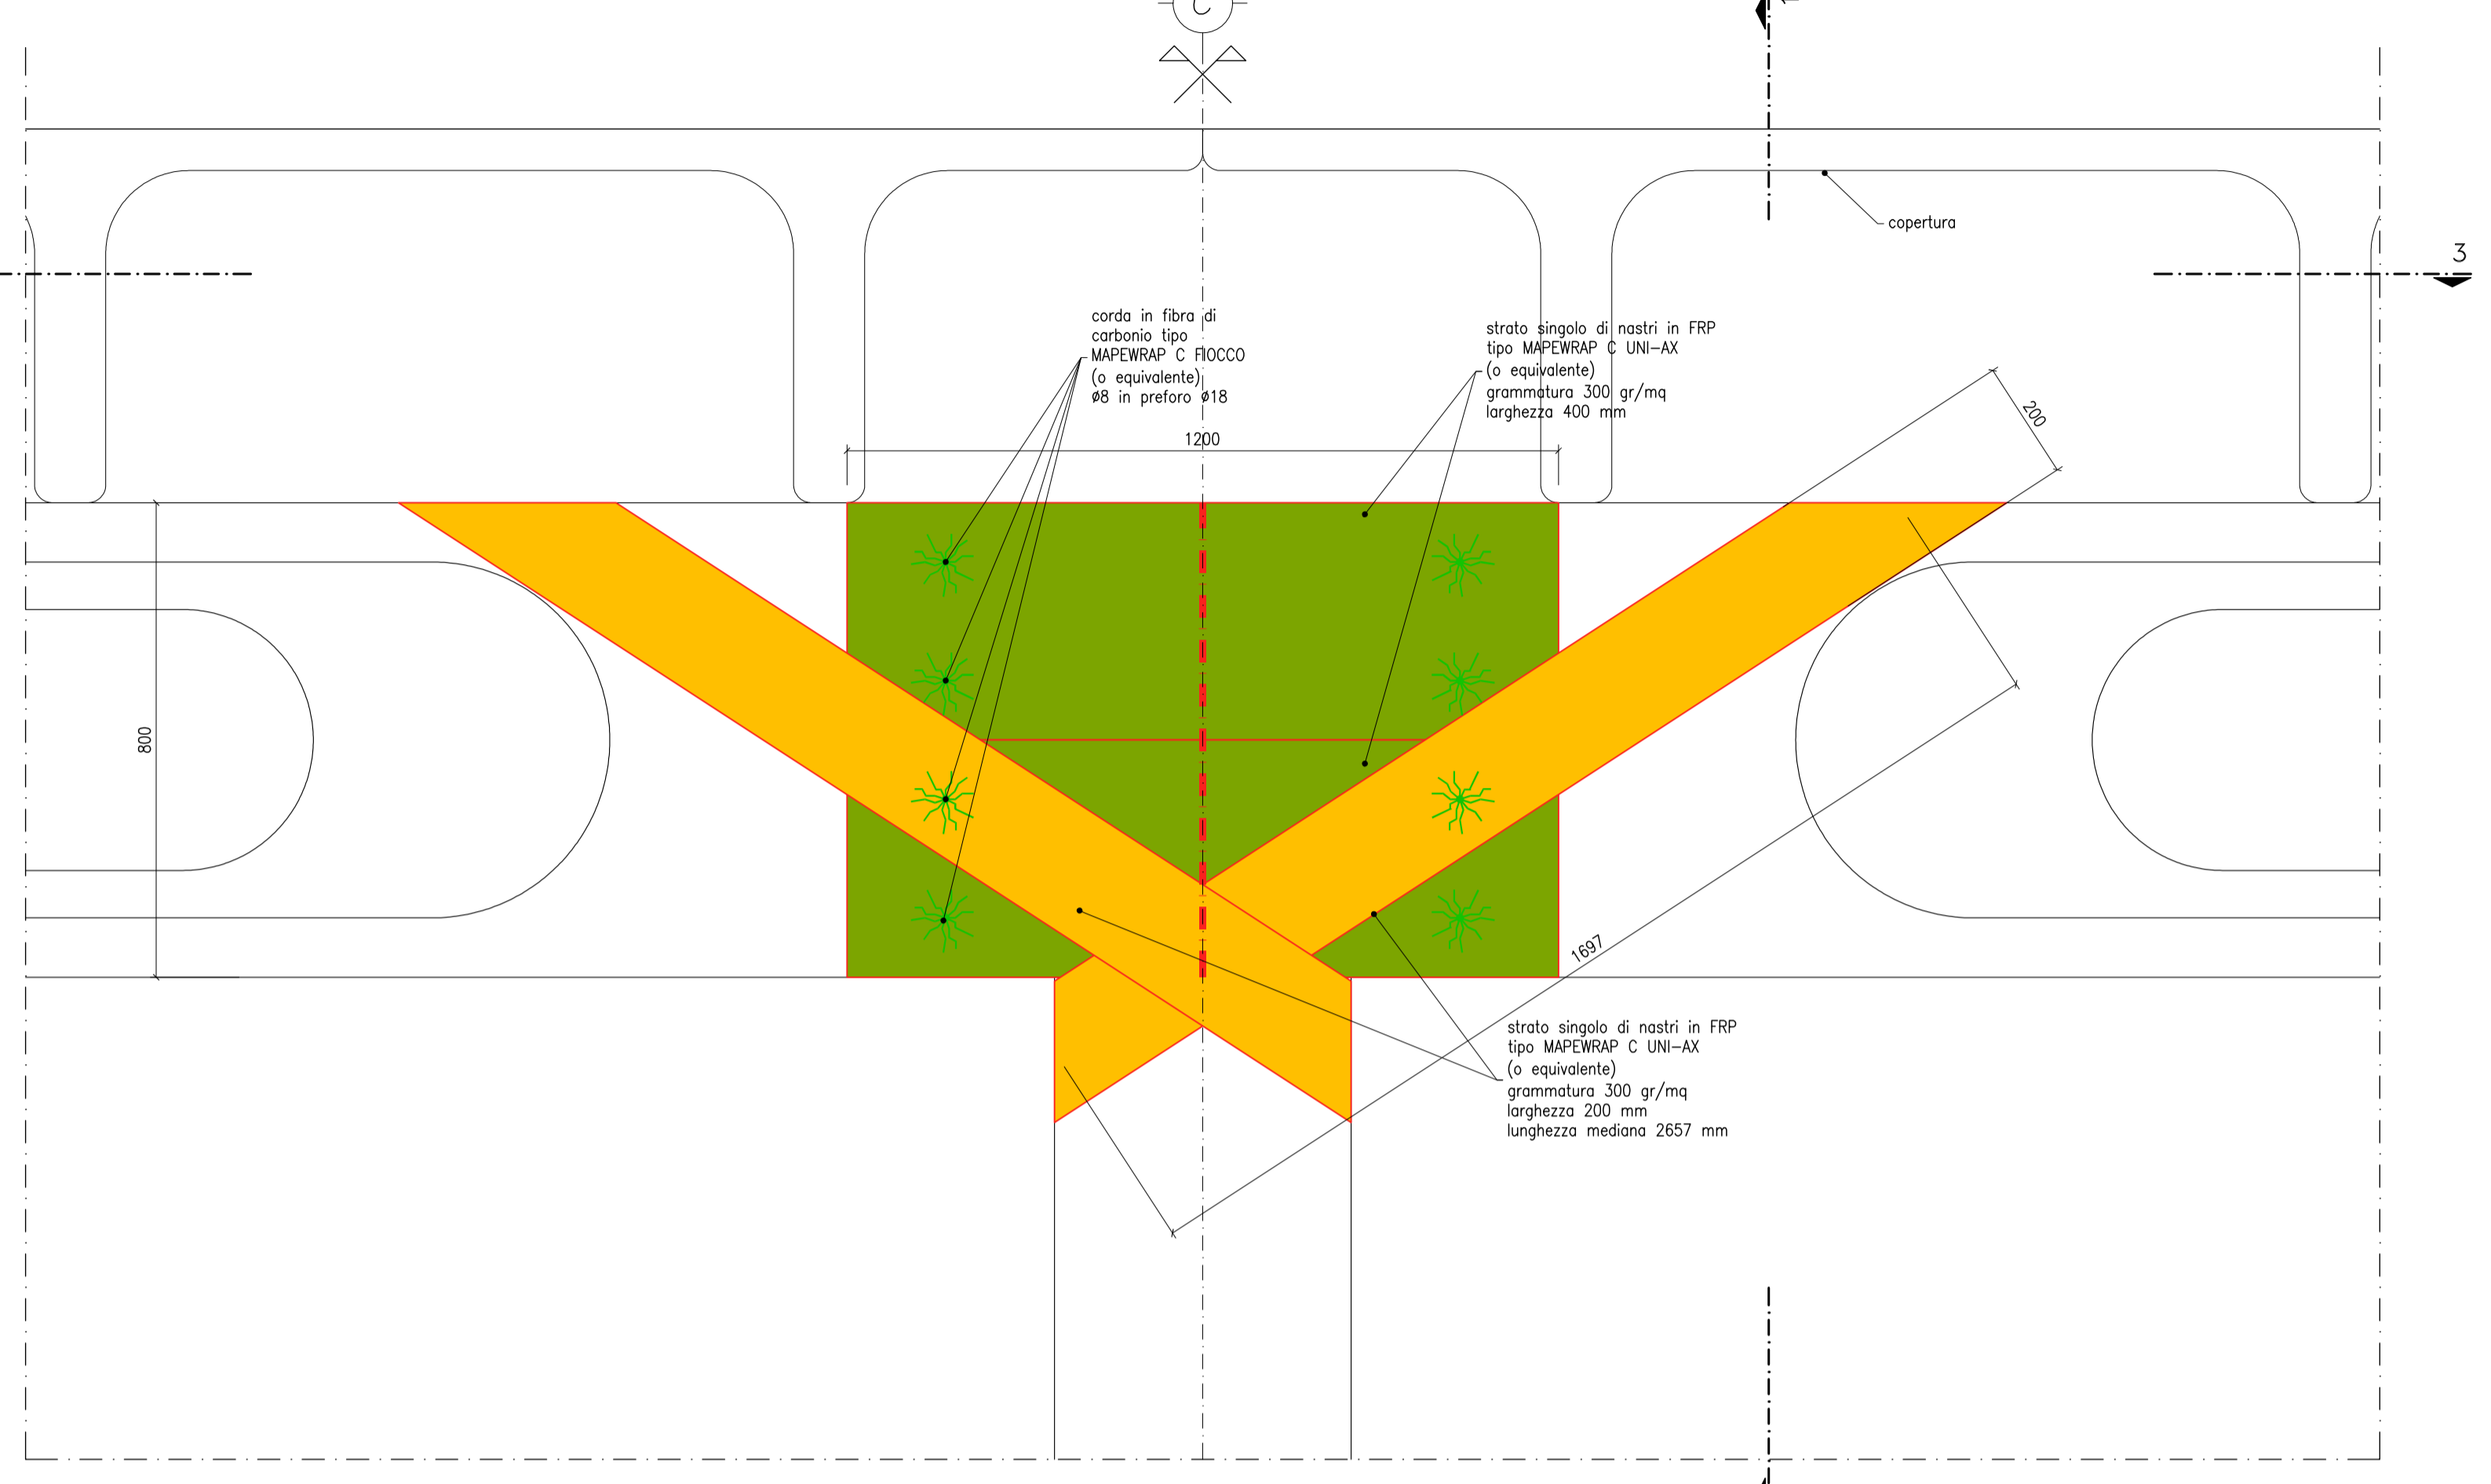 C
copertura
3
corda in fibra di
carbonio tipo
MAPEWRAP C FIOCCO
(o equivalente)
ø8 in preforo ø18
strato singolo di nastri in FRP
tipo MAPEWRAP C UNI-AX
(o equivalente)
grammatura 300 gr/mq
larghezza 400 mm
200
1200
800
1697
strato singolo di nastri in FRP
tipo MAPEWRAP C UNI-AX
(o equivalente)
grammatura 300 gr/mq
larghezza 200 mm
lunghezza mediana 2657 mm